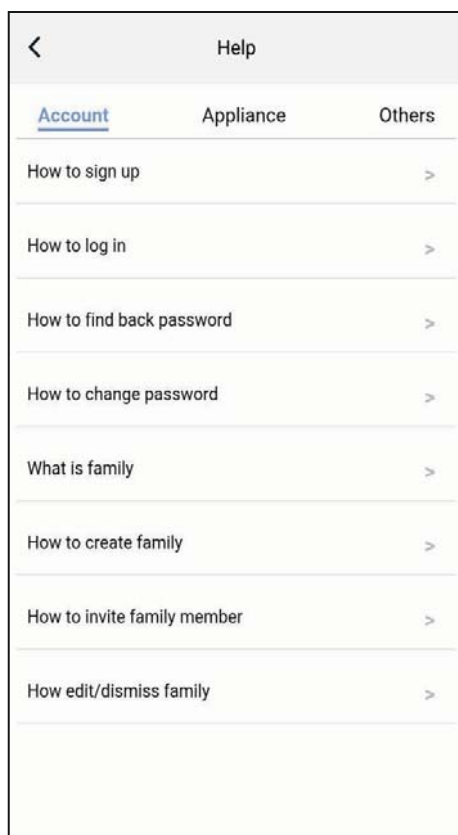 Help
Account Appliance Others
How to sign up >
How to log in >
How to find back password >
How to change password >
What is family >
How to create family >
How to invite family member >
How edit/dismiss family >